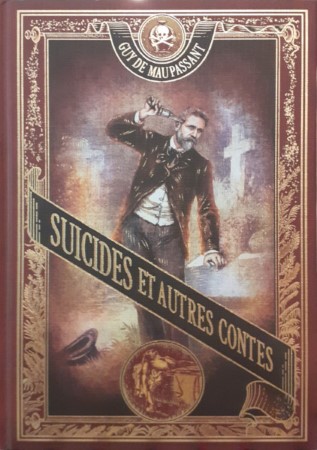 GUY DE MAUPASSANT
SUICIDES ET AUTRES CONTES